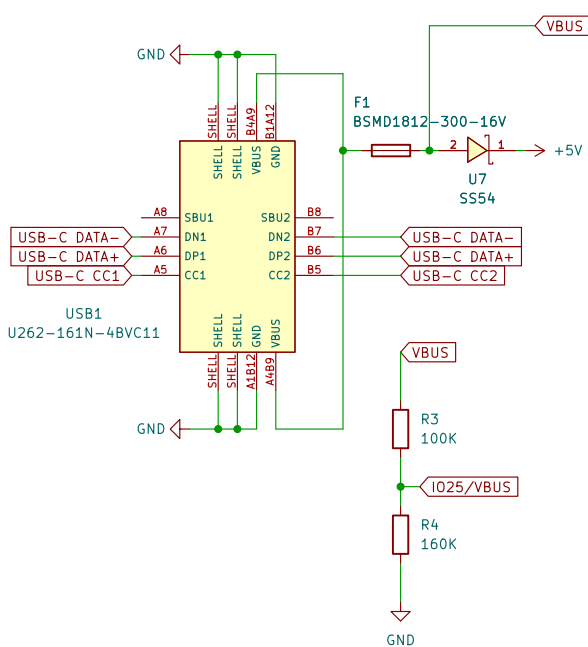 VBUS
GND
SHELL
SHELL
B4A9
B1A12
F1
BSMD1812-300-16V
SHELL
SHELL
VBUS
GND
2
1
+5V
U7
SS54
A8
SBU1
SBU2
B8
USB-C DATA-
A7
DN1
DN2
B7
USB-C DATA-
USB-C DATA+
A6
DP1
DP2
B6
USB-C DATA+
USB-C CC1
A5
CC1
CC2
B5
USB-C CC2
USB1
U262-161N-4BVC11
SHELL
SHELL
GND
VBUS
SHELL
SHELL
A1B12
A4B9
GND
VBUS
R3
100K
IO25/VBUS
R4
160K
GND